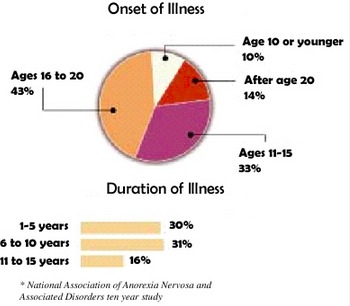 Onset of Illness
Age 10 or younger
10%
Ages 16 to 20
43%
After age 20
14%
Ages 11-15
33%
Duration of Illness
1-5 years 30%
6 to 10 years 31%
11 to 15 years 16%
* National Association of Anorexia Nervosa and
Associated Disorders ten year study